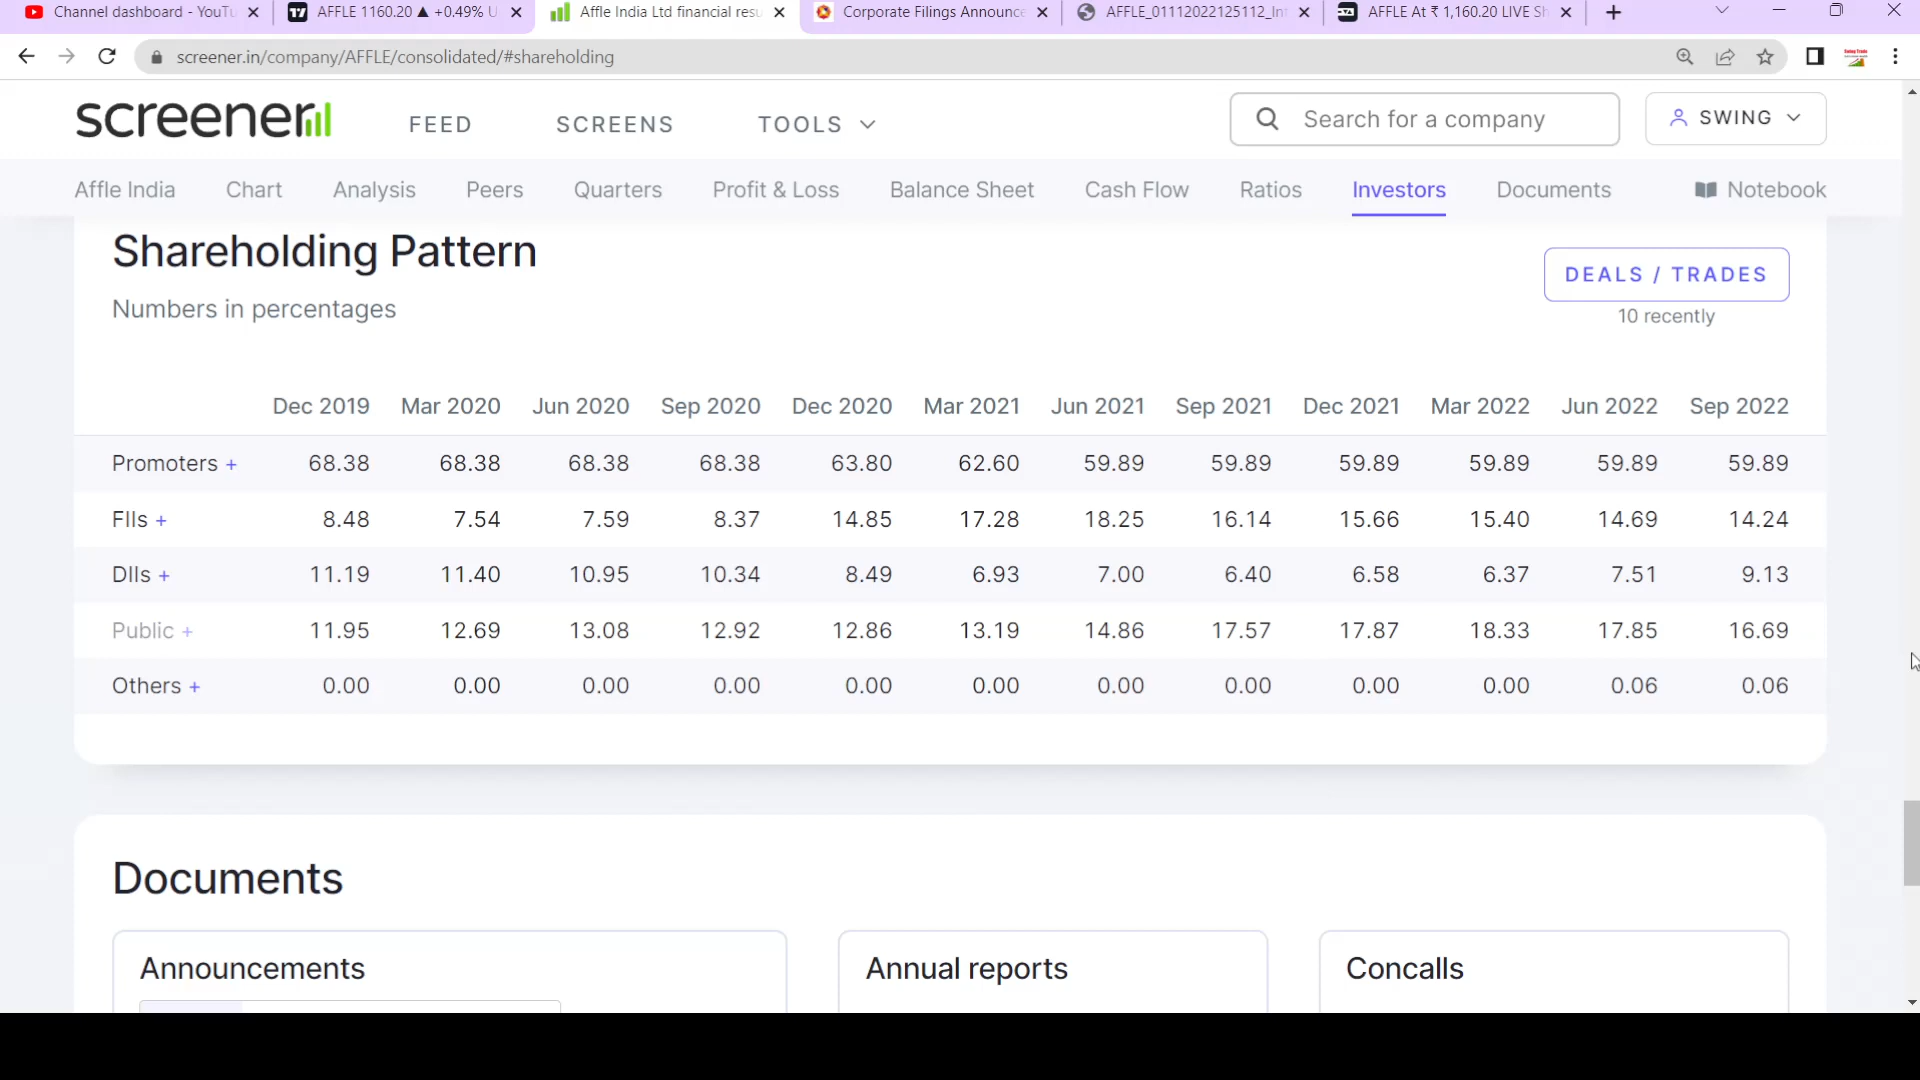 Channel dashboard - YouTu
AFFLE 1160.20 ▲ +0.49% U
Affle India Ltd financial resu
Corporate Filings Announce
AFFLE_01112022125112_In
AFFLE At ₹ 1,160.20 LIVE Sh
screener.in/company/AFFLE/consolidated/#shareholding
screener
FEED SCREENS TOOLS
Search for a company
SWING
Affle India Chart Analysis Peers Quarters Profit & Loss Balance Sheet Cash Flow Ratios Investors Documents Notebook
Shareholding Pattern
Numbers in percentages
DEALS / TRADES
10 recently
Dec 2019 Mar 2020 Jun 2020 Sep 2020 Dec 2020 Mar 2021 Jun 2021 Sep 2021 Dec 2021 Mar 2022 Jun 2022 Sep 2022
Promoters + 68.38 68.38 68.38 68.38 63.80 62.60 59.89 59.89 59.89 59.89 59.89 59.89
FIIs + 8.48 7.54 7.59 8.37 14.85 17.28 18.25 16.14 15.66 15.40 14.69 14.24
DIIs + 11.19 11.40 10.95 10.34 8.49 6.93 7.00 6.40 6.58 6.37 7.51 9.13
Public + 11.95 12.69 13.08 12.92 12.86 13.19 14.86 17.57 17.87 18.33 17.85 16.69
Others + 0.00 0.00 0.00 0.00 0.00 0.00 0.00 0.00 0.00 0.00 0.06 0.06
Documents
Announcements
Annual reports
Concalls